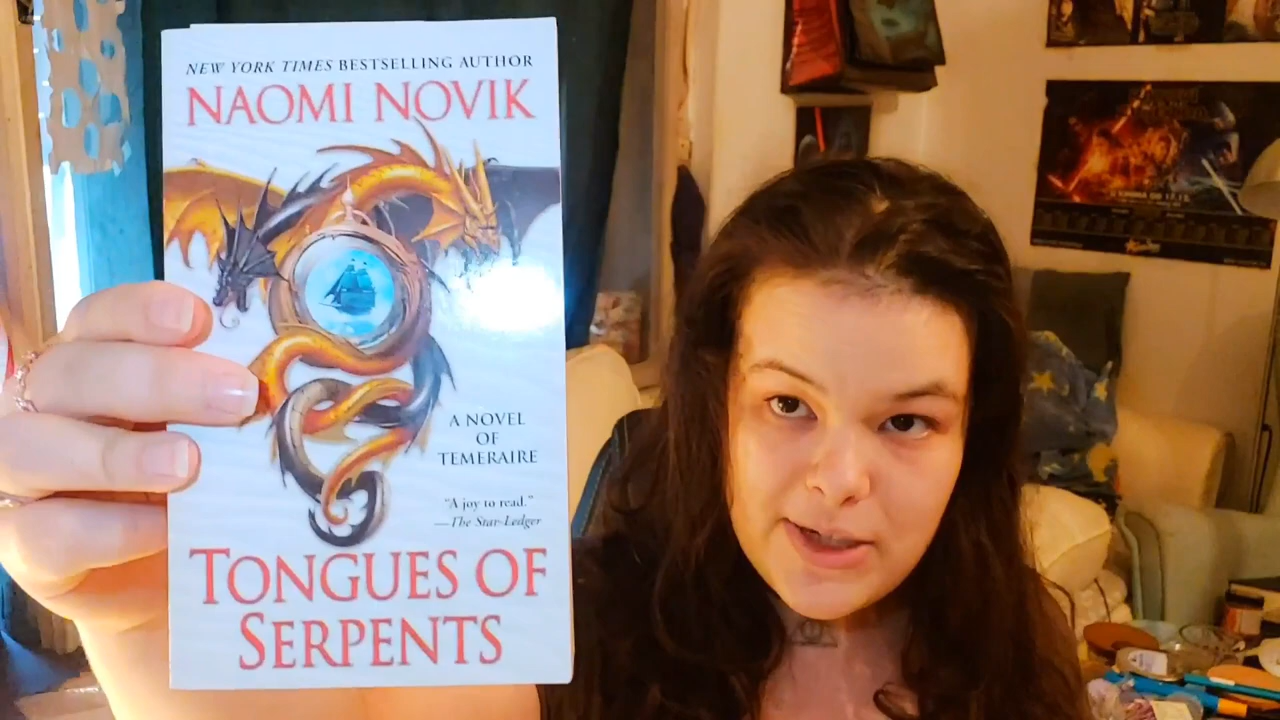 NEW YORK TIMES BESTSELLING AUTHOR
NAOMI NOVIK
A NOVEL
OF
TEMERAIRE
“A joy to read.”
—The Star-Ledger
TONGUES OF
SERPENTS